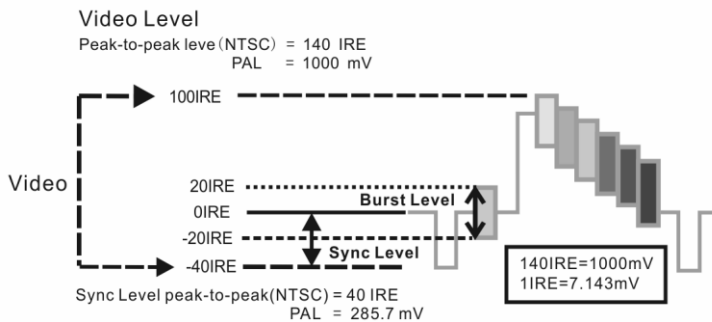 Video Level
Peak-to-peak leve(NTSC) = 140 IRE
PAL = 1000 mV
100IRE
Video
20IRE
Burst Level
0IRE
-20IRE
Sync Level
-40IRE
140IRE=1000mV
1IRE=7.143mV
Sync Level peak-to-peak(NTSC) = 40 IRE
PAL = 285.7 mV